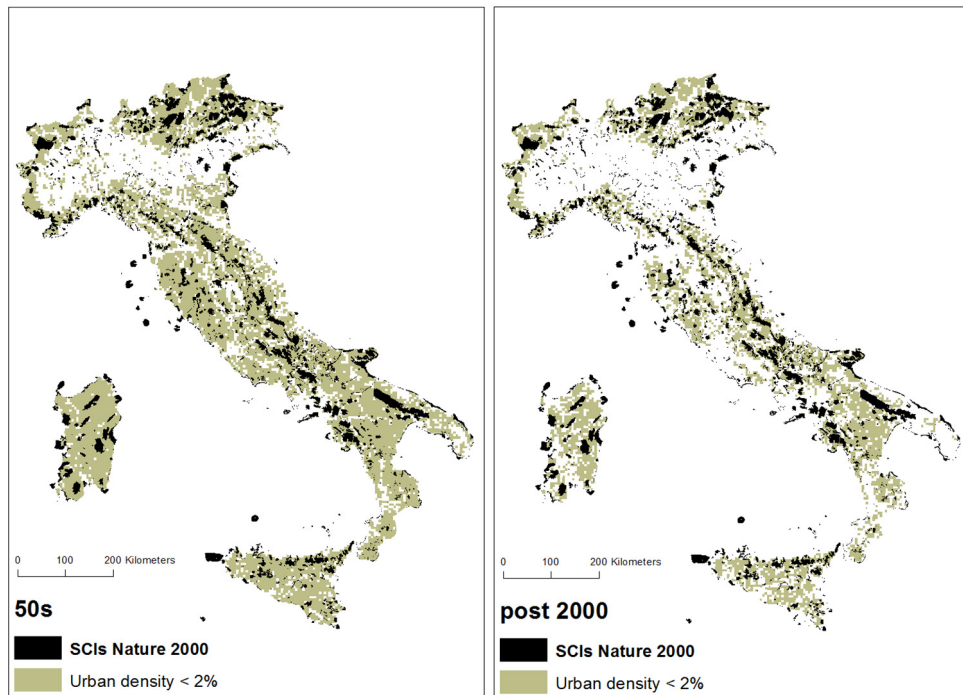 0 100 200 Kilometers
50s
SCIs Nature 2000
Urban density < 2%
0 100 200 Kilometers
post 2000
SCIs Nature 2000
Urban density < 2%